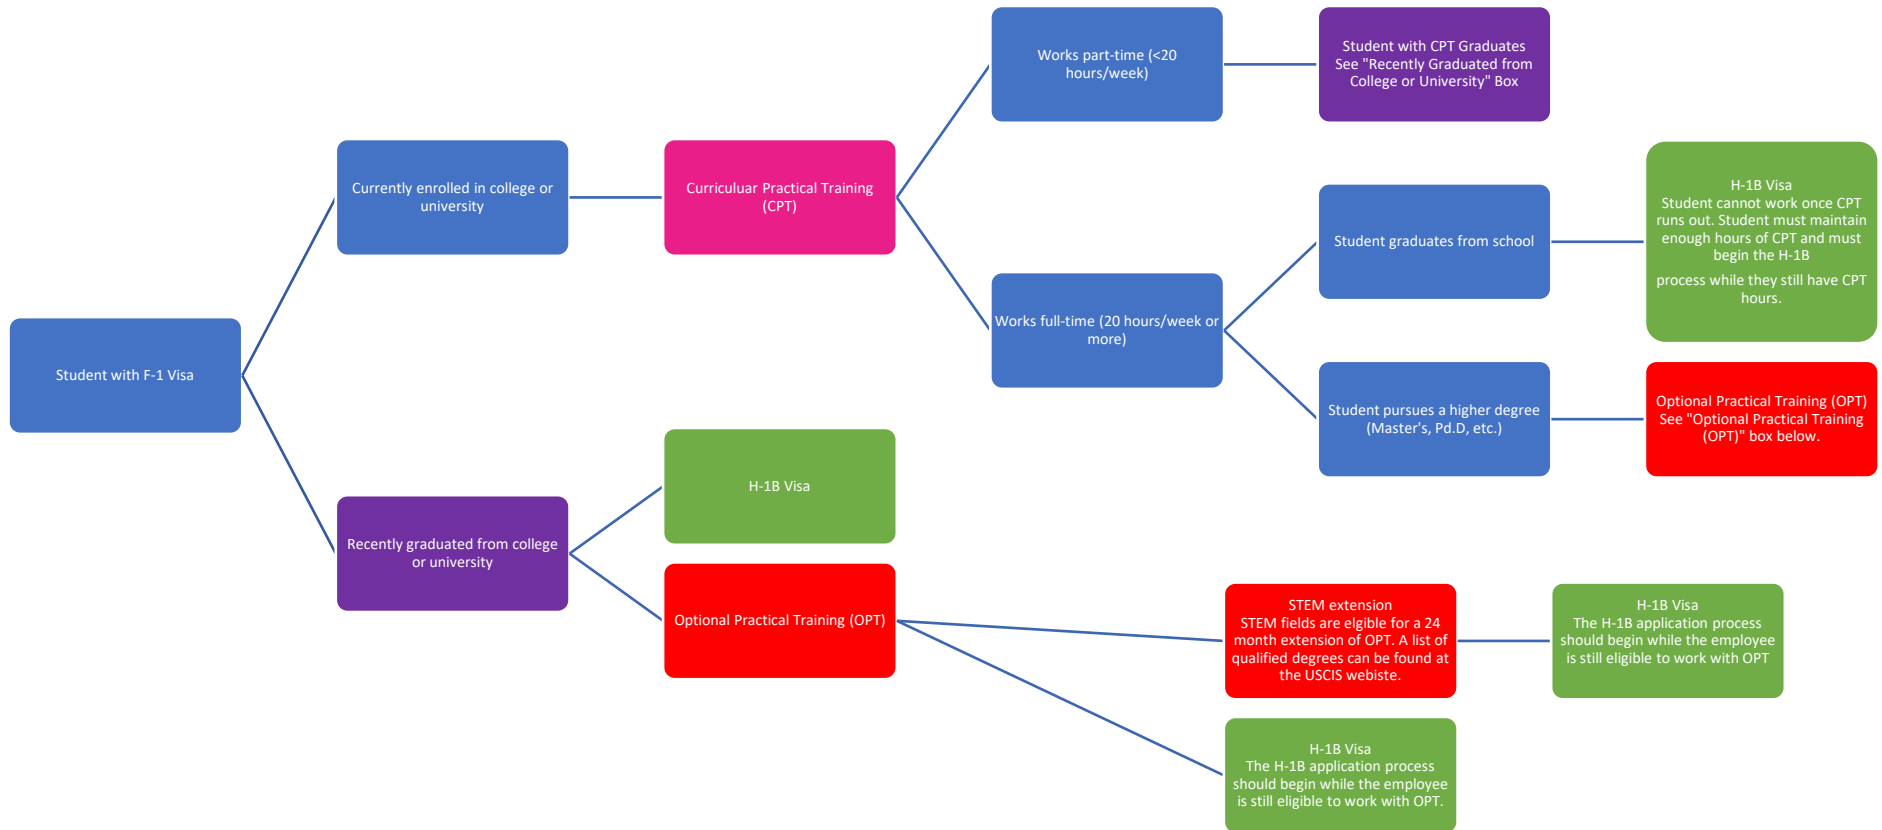 Student with F-1 Visa
Currently enrolled in college or
university
Curriculuar Practical Training
(CPT)
Works part-time (<20
hours/week)
Student with CPT Graduates
See "Recently Graduated from
College or University" Box
Works full-time (20 hours/week or
more)
Student graduates from school
H-1B Visa
Student cannot work once CPT
runs out. Student must maintain
enough hours of CPT and must
begin the H-1B
process while they still have CPT
hours.
Student pursues a higher degree
(Master's, Pd.D, etc.)
Optional Practical Training (OPT)
See "Optional Practical Training
(OPT)" box below.
Recently graduated from college
or university
H-1B Visa
Optional Practical Training (OPT)
STEM extension
STEM fields are elgible for a 24
month extension of OPT. A list of
qualified degrees can be found at
the USCIS webiste.
H-1B Visa
The H-1B application process
should begin while the employee
is still eligible to work with OPT
H-1B Visa
The H-1B application process
should begin while the employee
is still eligible to work with OPT.